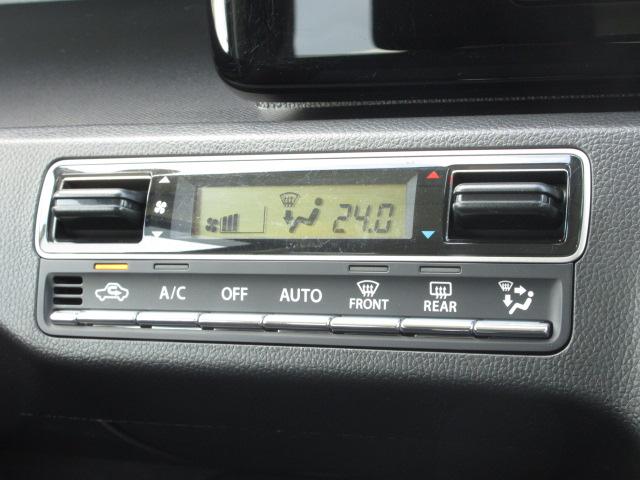 24.0
A/C OFF AUTO FRONT REAR